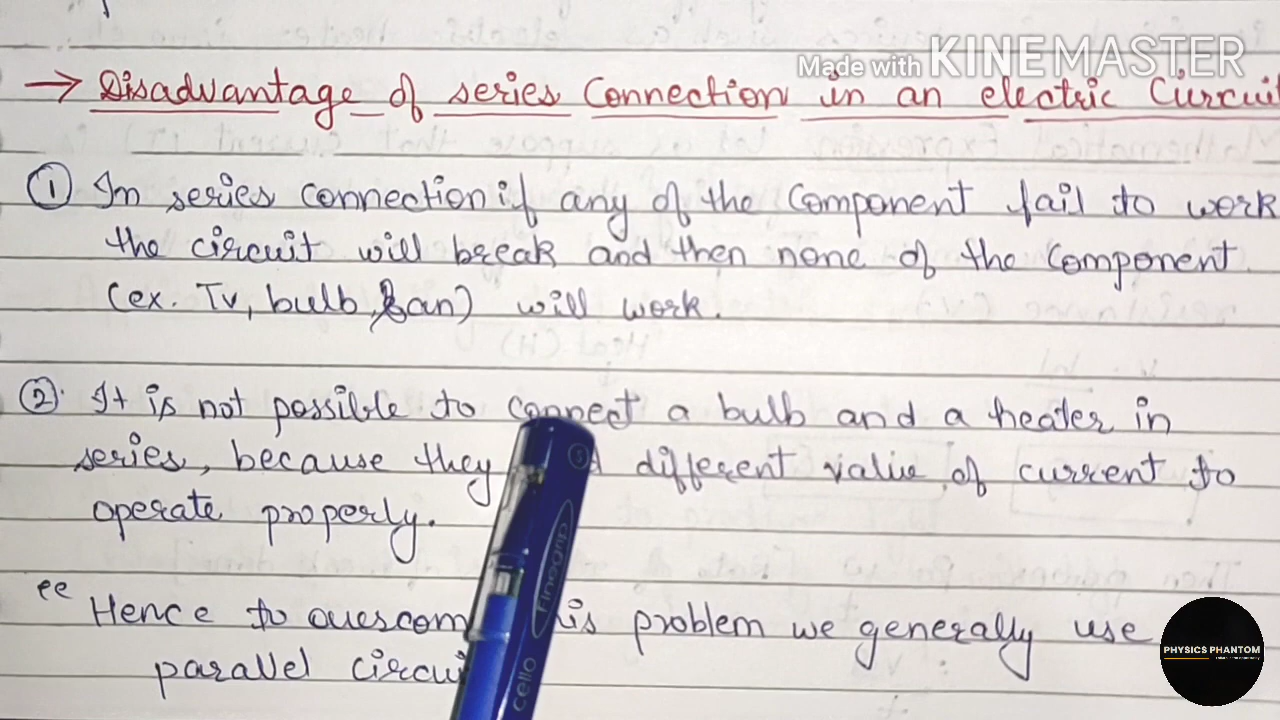 Made with KINEMASTER
→ Disadvantage of series Connection in an electric Circuit
① In series connection if any of the component fail to work
the circuit will break and then none of the component
(ex. Tv, bulb, fan) will work.
② It is not possible to connect a bulb and a heater in
series, because they different value of current to
operate properly.
Hence to overcom is problem we generally use
parallel circui
Finegrip
cello
PHYSICS PHANTOM